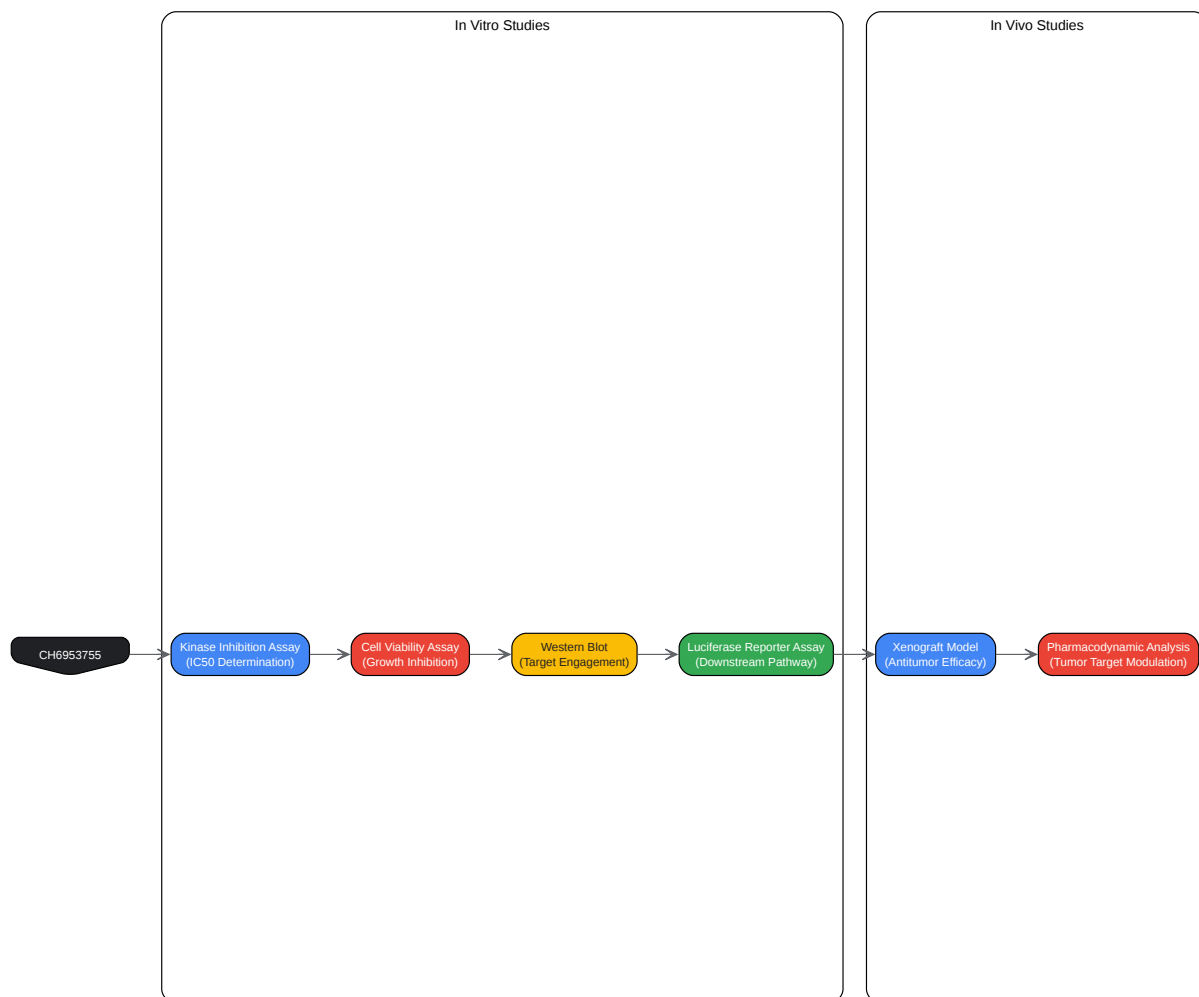 In Vitro Studies
In Vivo Studies
CH6953755
Kinase Inhibition Assay
(IC50 Determination)
Cell Viability Assay
(Growth Inhibition)
Western Blot
(Target Engagement)
Luciferase Reporter Assay
(Downstream Pathway)
Xenograft Model
(Antitumor Efficacy)
Pharmacodynamic Analysis
(Tumor Target Modulation)